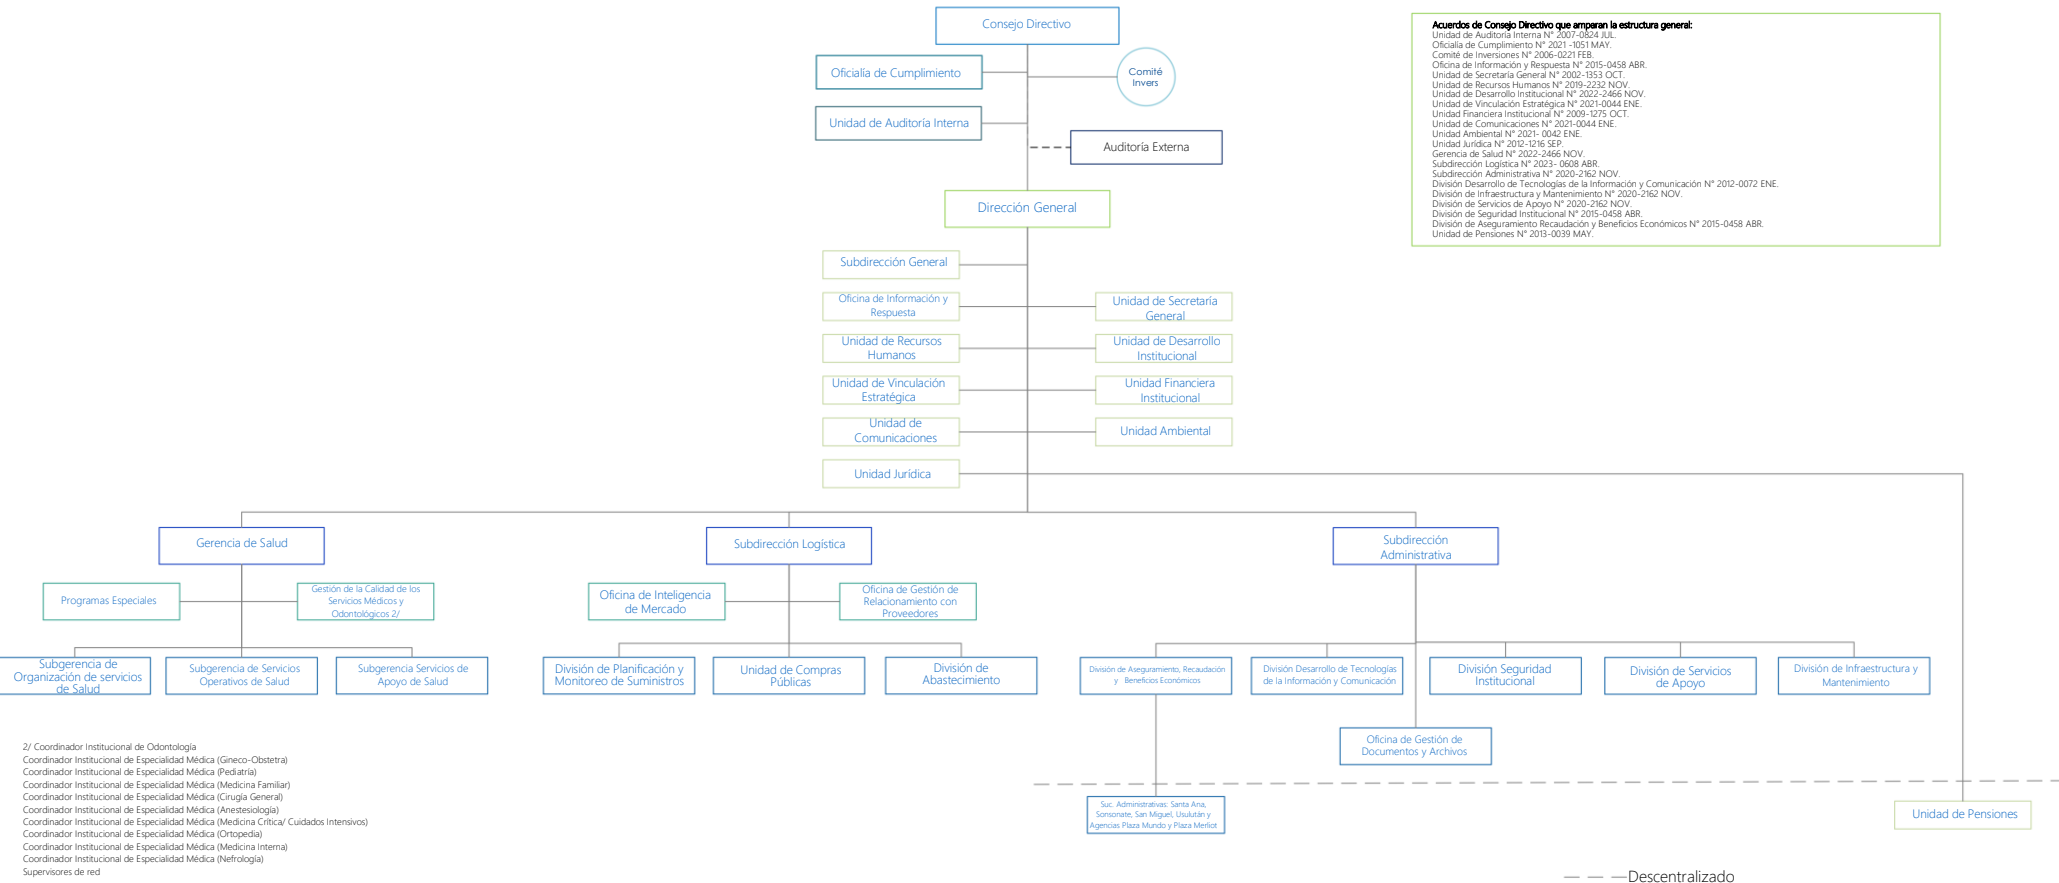 Consejo Directivo
Oficialía de Cumplimiento
Comité
Invers
Unidad de Auditoría Interna
Auditoría Externa
Dirección General
Acuerdos de Consejo Directivo que amparan la estructura general:
Unidad de Auditoría Interna N° 2007-0824 JUL.
Oficialía de Cumplimiento N° 2021 -1051 MAY.
Comité de Inversiones N° 2006-0221 FEB.
Oficina de Información y Respuesta N° 2015-0458 ABR.
Unidad de Secretaría General N° 2002-1353 OCT.
Unidad de Recursos Humanos N° 2019-2232 NOV.
Unidad de Desarrollo Institucional N° 2022-2466 NOV.
Unidad de Vinculación Estratégica N° 2021-0044 ENE.
Unidad Financiera Institucional N° 2009-1275 OCT.
Unidad de Comunicaciones N° 2021-0044 ENE.
Unidad Ambiental N° 2021- 0042 ENE.
Unidad Jurídica N° 2012-1216 SEP.
Gerencia de Salud N° 2022-2466 NOV.
Subdirección Logística N° 2023- 0608 ABR.
Subdirección Administrativa N° 2020-2162 NOV.
División Desarrollo de Tecnologías de la Información y Comunicación N° 2012-0072 ENE.
División de Infraestructura y Mantenimiento N° 2020-2162 NOV.
División de Servicios de Apoyo N° 2020-2162 NOV.
División de Seguridad Institucional N° 2015-0458 ABR.
División de Aseguramiento Recaudación y Beneficios Económicos N° 2015-0458 ABR.
Unidad de Pensiones N° 2013-0039 MAY.
Subdirección General
Oficina de Información y
Respuesta
Unidad de Secretaría
General
Unidad de Recursos
Humanos
Unidad de Desarrollo
Institucional
Unidad de Vinculación
Estratégica
Unidad Financiera
Institucional
Unidad de
Comunicaciones
Unidad Ambiental
Unidad Jurídica
Gerencia de Salud
Subdirección Logística
Subdirección
Administrativa
Programas Especiales
Gestión de la Calidad de los
Servicios Médicos y
Odontológicos 2/
Oficina de Inteligencia
de Mercado
Oficina de Gestión de
Relacionamiento con
Proveedores
Subgerencia de
Organización de servicios
de Salud
Subgerencia de Servicios
Operativos de Salud
Subgerencia Servicios de
Apoyo de Salud
División de Planificación y
Monitoreo de Suministros
Unidad de Compras
Públicas
División de
Abastecimiento
División de Aseguramiento, Recaudación
y Beneficios Económicos
División Desarrollo de Tecnologías
de la Información y Comunicación
División Seguridad
Institucional
División de Servicios
de Apoyo
División de Infraestructura y
Mantenimiento
Oficina de Gestión de
Documentos y Archivos
Suc. Administrativas: Santa Ana,
Sonsonate, San Miguel, Usulután y
Agencias Plaza Mundo y Plaza Merliot
Unidad de Pensiones
2/ Coordinador Institucional de Odontología
Coordinador Institucional de Especialidad Médica (Gineco-Obstetra)
Coordinador Institucional de Especialidad Médica (Pediatría)
Coordinador Institucional de Especialidad Médica (Medicina Familiar)
Coordinador Institucional de Especialidad Médica (Cirugía General)
Coordinador Institucional de Especialidad Médica (Anestesiología)
Coordinador Institucional de Especialidad Médica (Medicina Crítica/ Cuidados Intensivos)
Coordinador Institucional de Especialidad Médica (Ortopedia)
Coordinador Institucional de Especialidad Médica (Medicina Interna)
Coordinador Institucional de Especialidad Médica (Nefrología)
Supervisores de red
Descentralizado